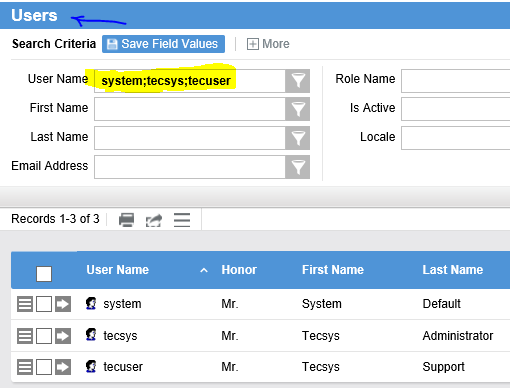 Users
Search Criteria Save Field Values More
User Name system;tecsys;tecuser Role Name
First Name Is Active
Last Name Locale
Email Address
Records 1-3 of 3
User Name Honor First Name Last Name
system Mr. System Default
tecsys Mr. Tecsys Administrator
tecuser Mr. Tecsys Support